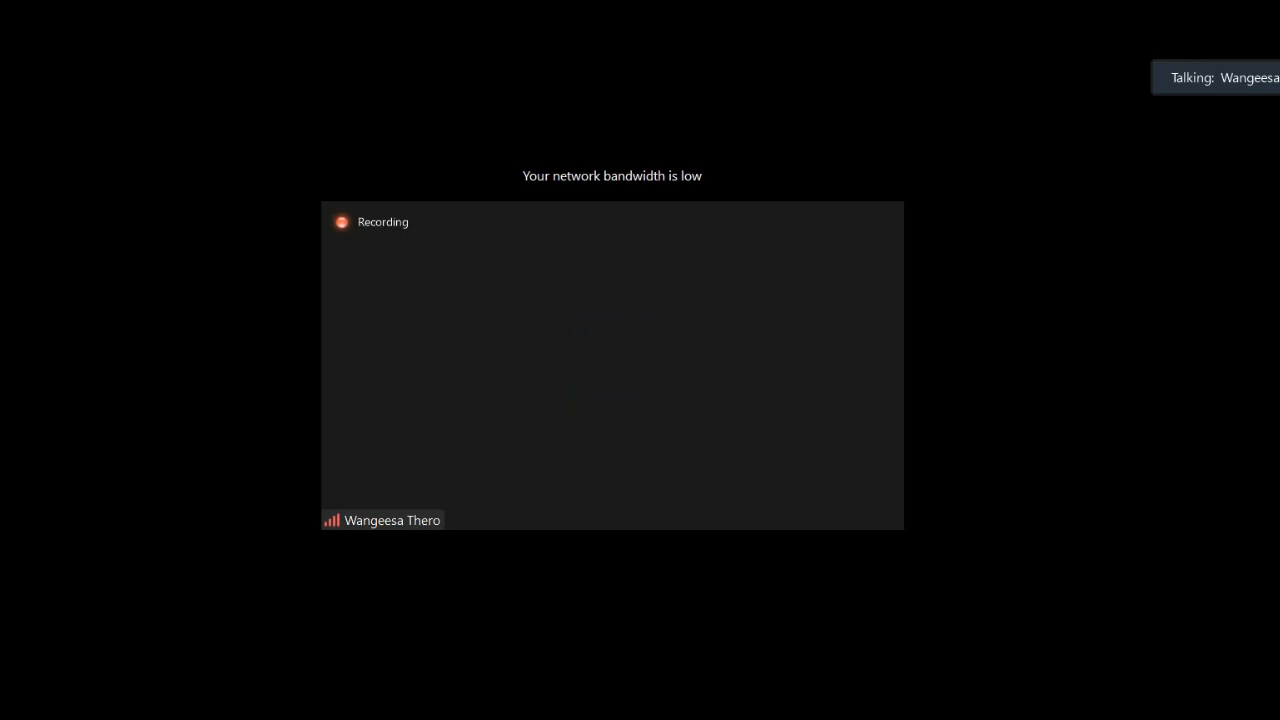 Talking: Wangeesa
Your network bandwidth is low
Recording
Wangeesa Thero